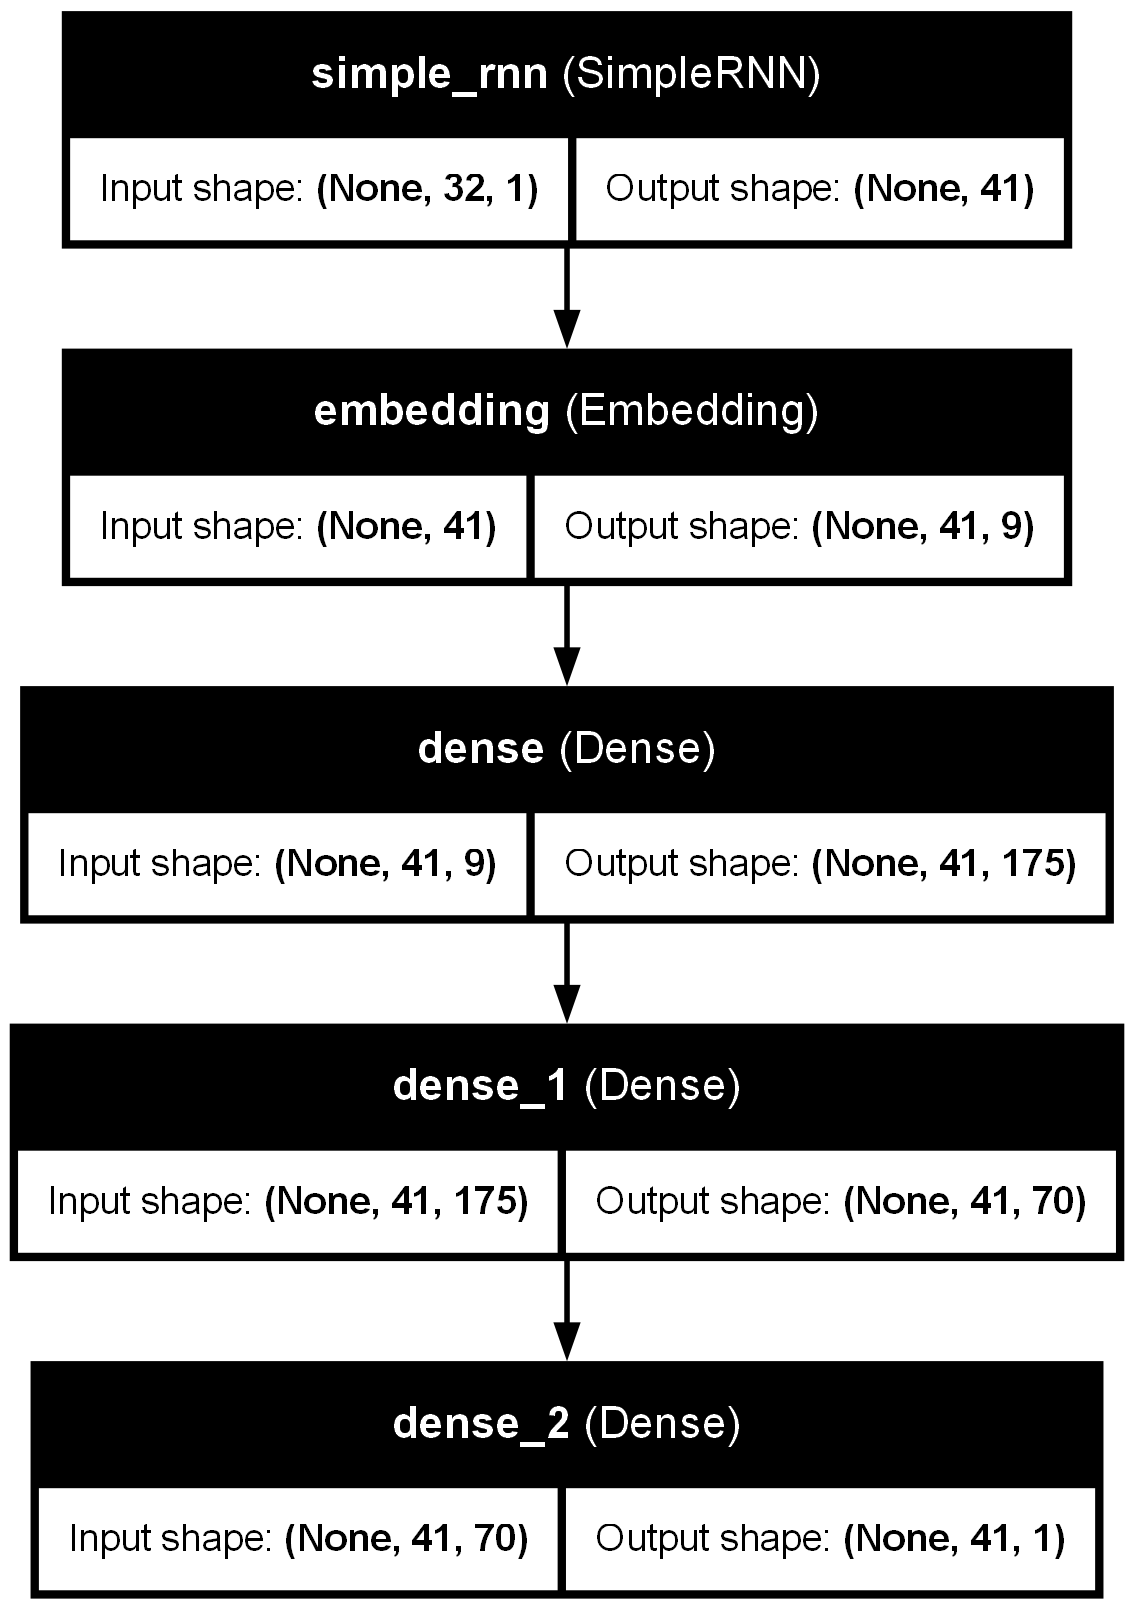 simple_rnn (SimpleRNN)
Input shape: (None, 32, 1) Output shape: (None, 41)
embedding (Embedding)
Input shape: (None, 41) Output shape: (None, 41, 9)
dense (Dense)
Input shape: (None, 41, 9) Output shape: (None, 41, 175)
dense_1 (Dense)
Input shape: (None, 41, 175) Output shape: (None, 41, 70)
dense_2 (Dense)
Input shape: (None, 41, 70) Output shape: (None, 41, 1)